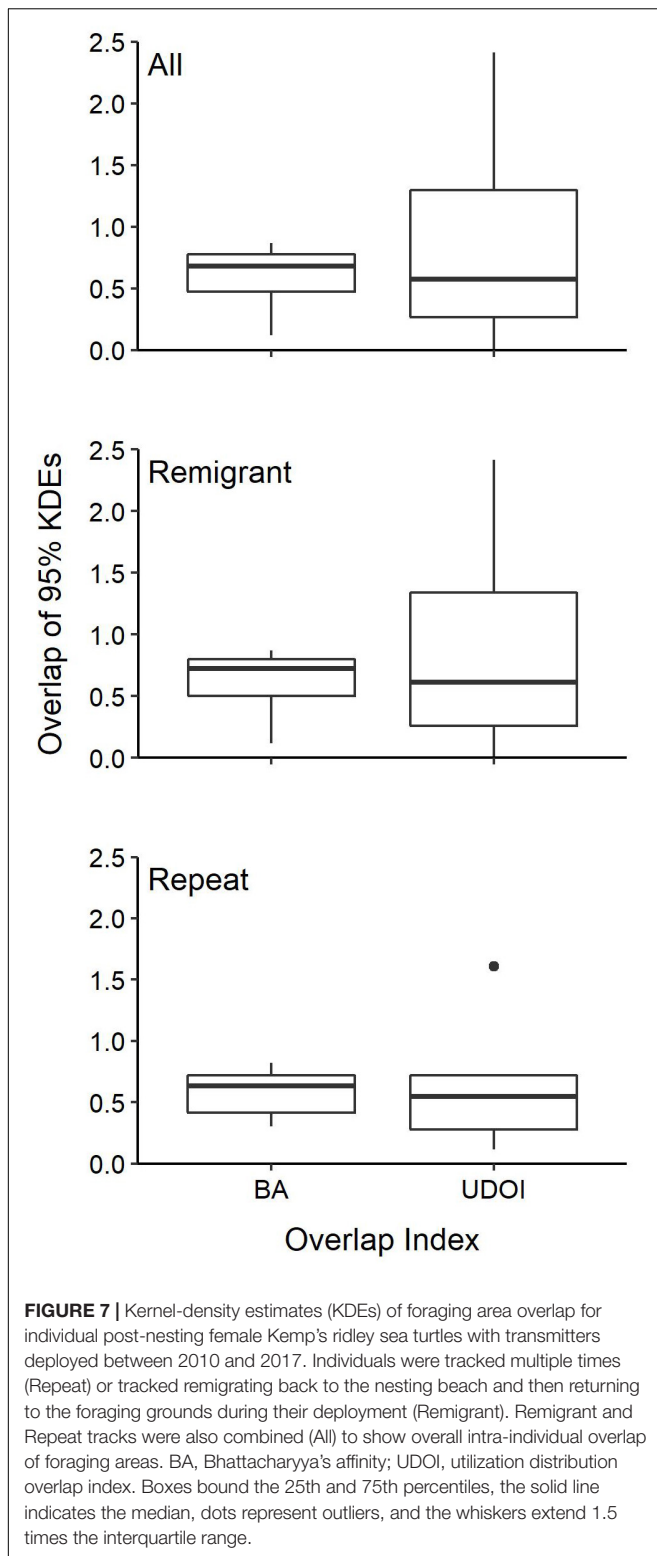 2.5
All
2.0
1.5
1.0
0.5
0.0
2.5
Remigrant
2.0
1.5
1.0
0.5
0.0
Overlap of 95% KDEs
2.5
Repeat
2.0
1.5
1.0
0.5
0.0
BA UDOI
Overlap Index
FIGURE 7 | Kernel-density estimates (KDEs) of foraging area overlap for
individual post-nesting female Kemp's ridley sea turtles with transmitters
deployed between 2010 and 2017. Individuals were tracked multiple times
(Repeat) or tracked remigrating back to the nesting beach and then returning
to the foraging grounds during their deployment (Remigrant). Remigrant and
Repeat tracks were also combined (All) to show overall intra-individual overlap
of foraging areas. BA, Bhattacharyya's affinity; UDOI, utilization distribution
overlap index. Boxes bound the 25th and 75th percentiles, the solid line
indicates the median, dots represent outliers, and the whiskers extend 1.5
times the interquartile range.